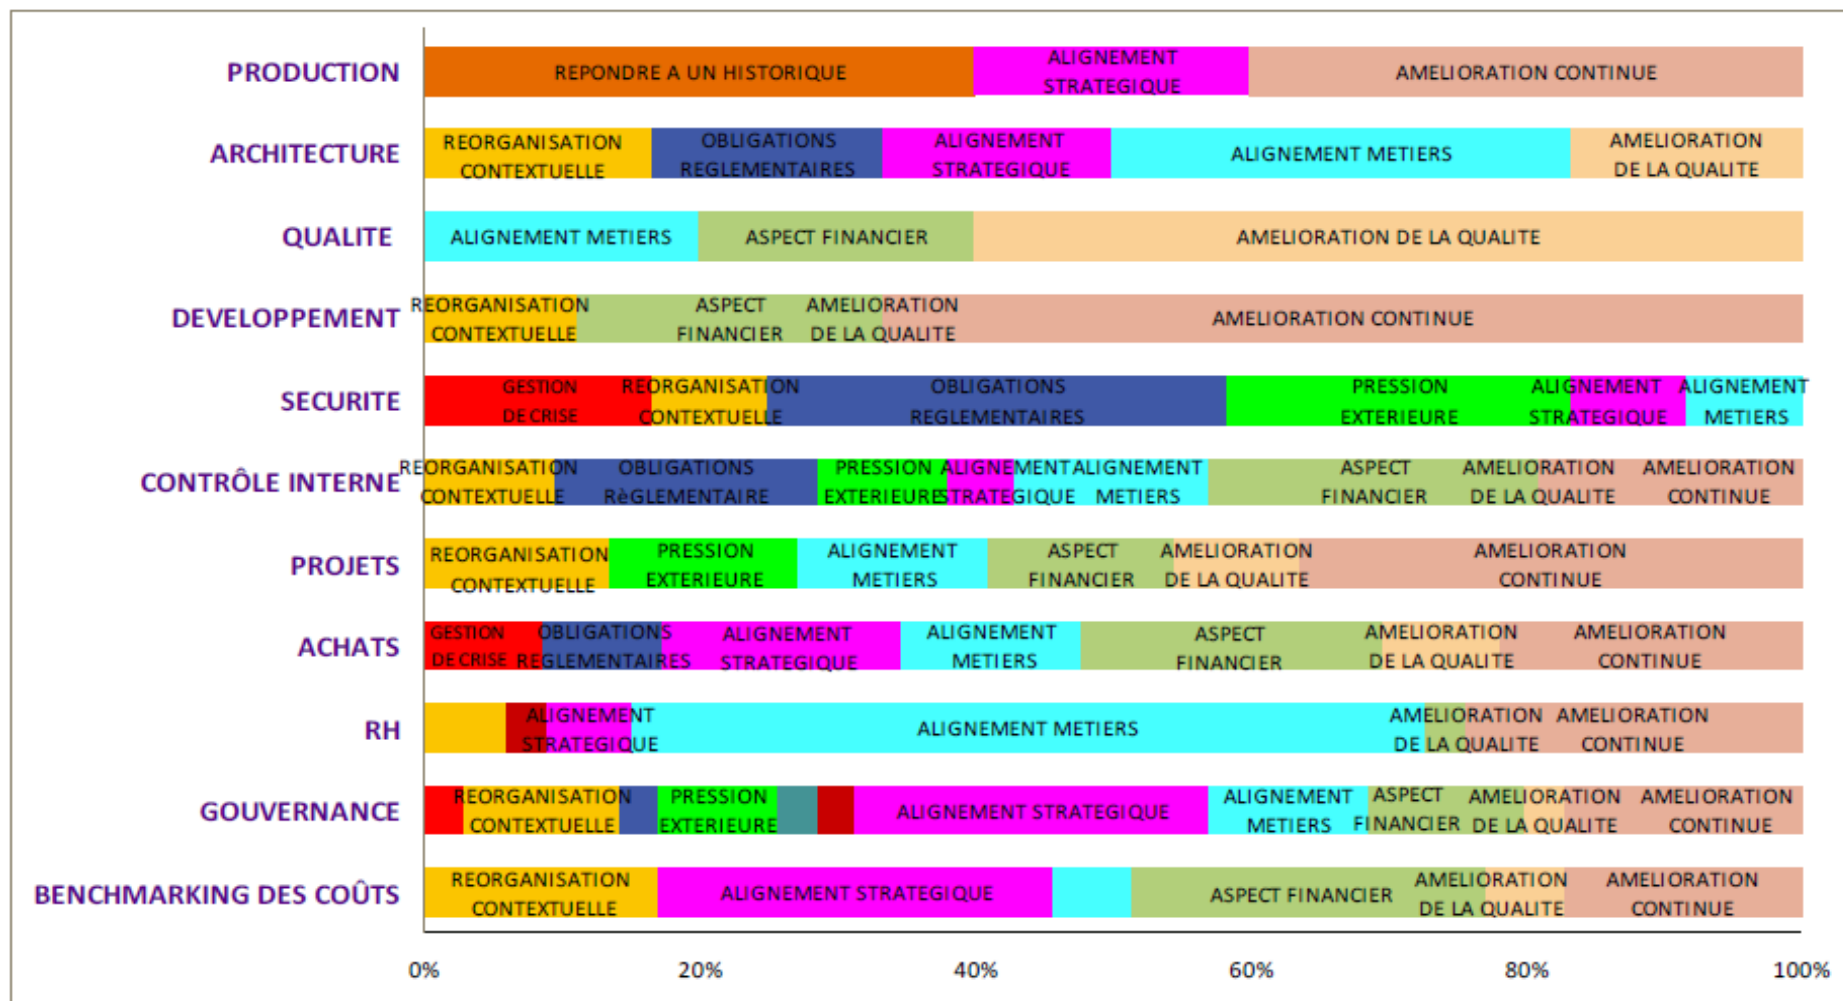 PRODUCTION
REPONDRE A UN HISTORIQUE
ALIGNEMENT
STRATEGIQUE
AMELIORATION CONTINUE
ARCHITECTURE
REORGANISATION
CONTEXTUELLE
OBLIGATIONS
REGLEMENTAIRES
ALIGNEMENT
STRATEGIQUE
ALIGNEMENT METIERS
AMELIORATION
DE LA QUALITE
QUALITE
ALIGNEMENT METIERS
ASPECT FINANCIER
AMELIORATION DE LA QUALITE
DEVELOPPEMENT
REORGANISATION
CONTEXTUELLE
ASPECT
FINANCIER
AMELIORATION
DE LA QUALITE
AMELIORATION CONTINUE
SECURITE
GESTION
DE CRISE
REORGANISATION
CONTEXTUELLE
OBLIGATIONS
REGLEMENTAIRES
PRESSION
EXTERIEURE
ALIGNEMENT
STRATEGIQUE
ALIGNEMENT
METIERS
CONTRÔLE INTERNE
REORGANISATION
CONTEXTUELLE
OBLIGATIONS
RèGLEMENTAIRE
PRESSION
EXTERIEURE
ALIGNEMENT
STRATEGIQUE
ALIGNEMENT
METIERS
ASPECT
FINANCIER
AMELIORATION
DE LA QUALITE
AMELIORATION
CONTINUE
PROJETS
REORGANISATION
CONTEXTUELLE
PRESSION
EXTERIEURE
ALIGNEMENT
METIERS
ASPECT
FINANCIER
AMELIORATION
DE LA QUALITE
AMELIORATION
CONTINUE
ACHATS
GESTION
DE CRISE
OBLIGATIONS
REGLEMENTAIRES
ALIGNEMENT
STRATEGIQUE
ALIGNEMENT
METIERS
ASPECT
FINANCIER
AMELIORATION
DE LA QUALITE
AMELIORATION
CONTINUE
RH
ALIGNEMENT
STRATEGIQUE
ALIGNEMENT METIERS
AMELIORATION
DE LA QUALITE
AMELIORATION
CONTINUE
GOUVERNANCE
REORGANISATION
CONTEXTUELLE
PRESSION
EXTERIEURE
ALIGNEMENT STRATEGIQUE
ALIGNEMENT
METIERS
ASPECT
FINANCIER
AMELIORATION
DE LA QUALITE
AMELIORATION
CONTINUE
BENCHMARKING DES COÛTS
REORGANISATION
CONTEXTUELLE
ALIGNEMENT STRATEGIQUE
ASPECT FINANCIER
AMELIORATION
DE LA QUALITE
AMELIORATION
CONTINUE
0% 20% 40% 60% 80% 100%